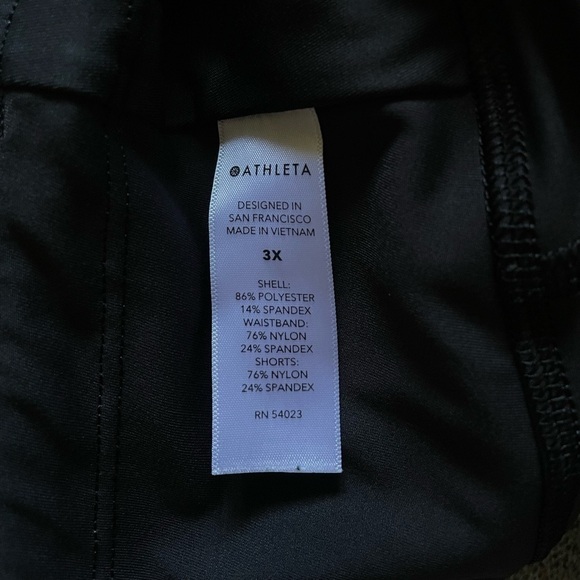 ATHLETA
DESIGNED IN
SAN FRANCISCO
MADE IN VIETNAM
3X
SHELL:
86% POLYESTER
14% SPANDEX
WAISTBAND:
76% NYLON
24% SPANDEX
SHORTS:
76% NYLON
24% SPANDEX
RN 54023